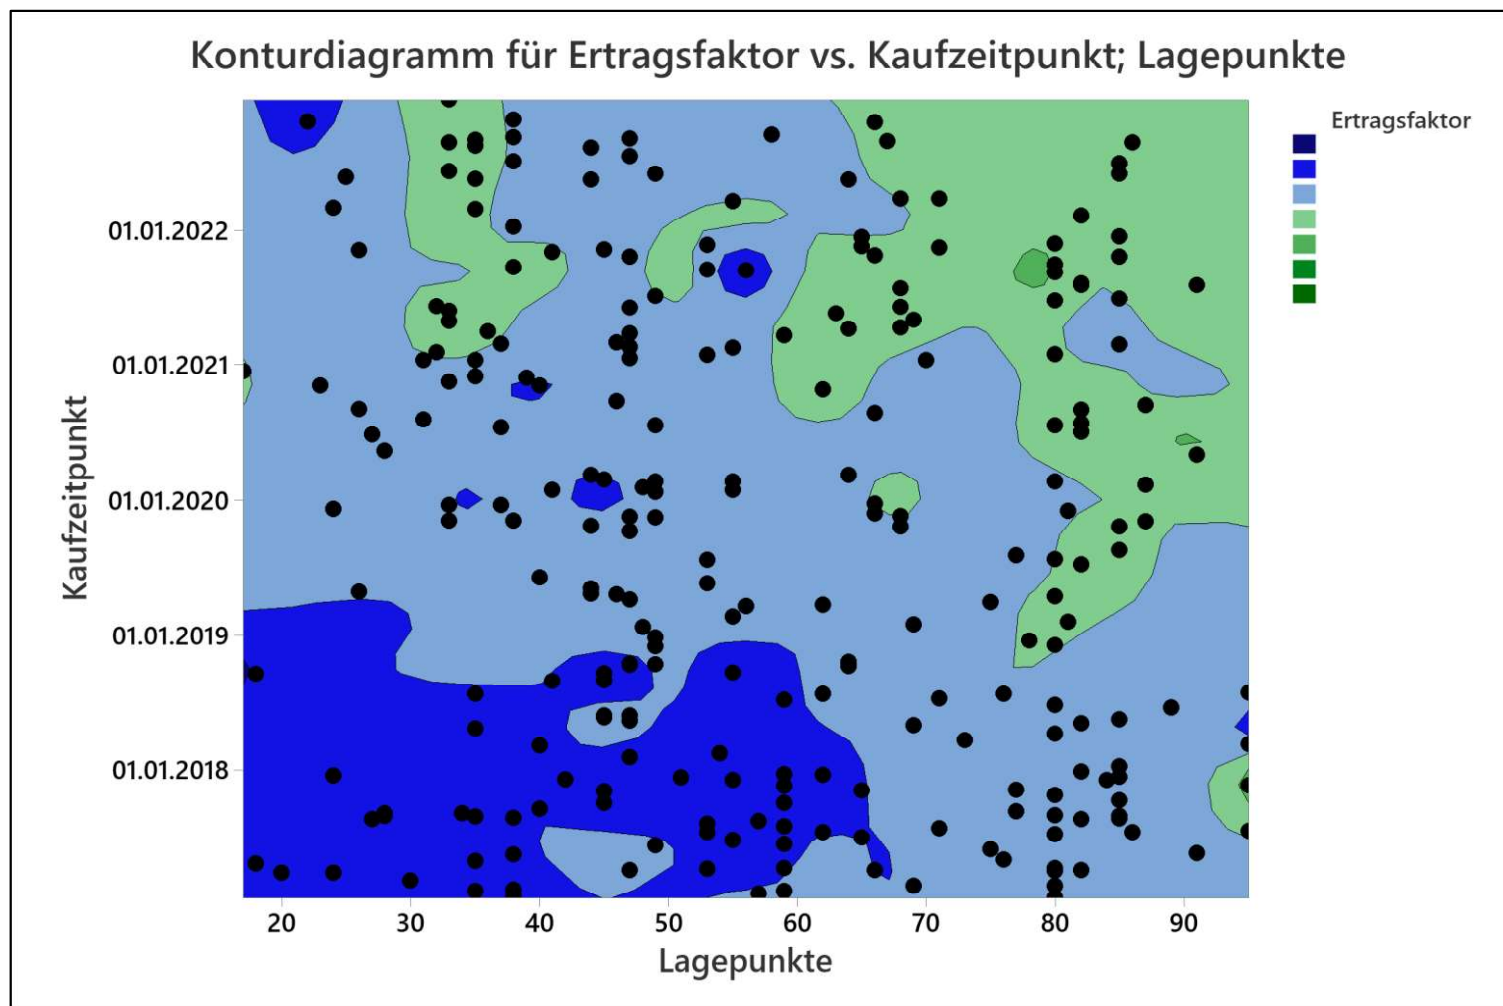 Konturdiagramm für Ertragsfaktor vs. Kaufzeitpunkt; Lagepunkte
Ertragsfaktor
Kaufzeitpunkt
01.01.2022
01.01.2021
01.01.2020
01.01.2019
01.01.2018
20 30 40 50 60 70 80 90
Lagepunkte